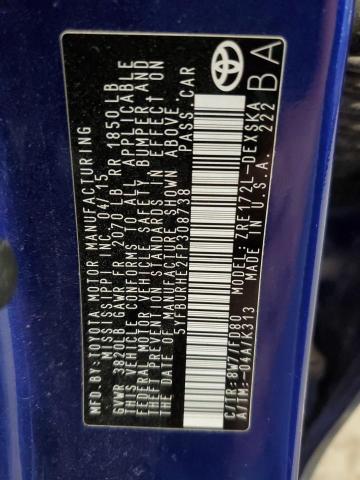 MFD.BY:TOYOTA MOTOR MANUFACTURING
MISSISSIPPI, INC. 04/15
GVWR 3820LB GAWR FR 2070 LB RR 1850LB
THIS VEHICLE CONFORMS TO ALL APPLICABLE
FEDERAL MOTOR VEHICLE SAFETY, BUMPER AND
THEFT PREVENTION STANDARDS IN EFFECT ON
THE DATE OF MANUFACTURE SHOWN ABOVE.
5YFBURHE2FP308738 PASS. CAR
C/TR:8W7/FD80 MODEL:ZRE172L-DEXSKA
A/TM:-04A/K313 MADE IN U.S.A. 222
BA
TOYOTA